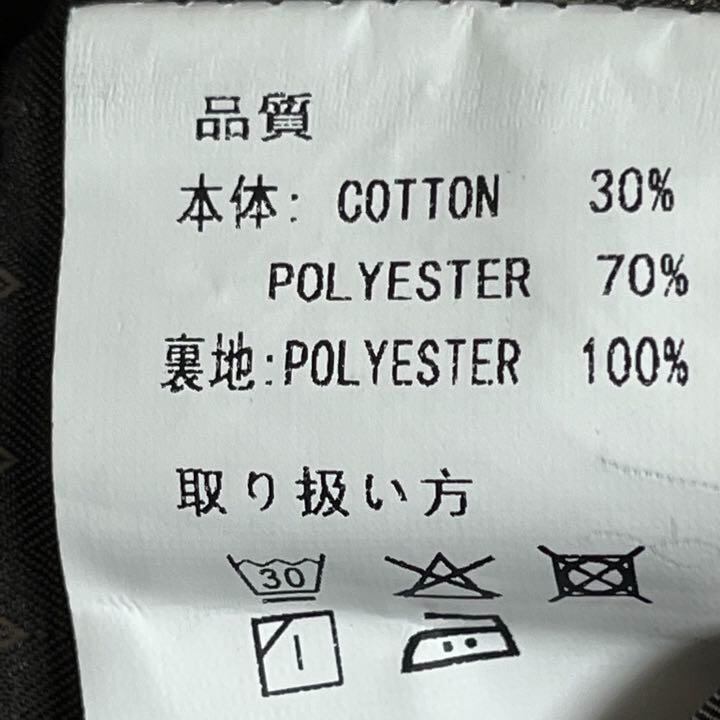 品質
本体: COTTON 30%
POLYESTER 70%
裏地:POLYESTER 100%
取り扱い方
30